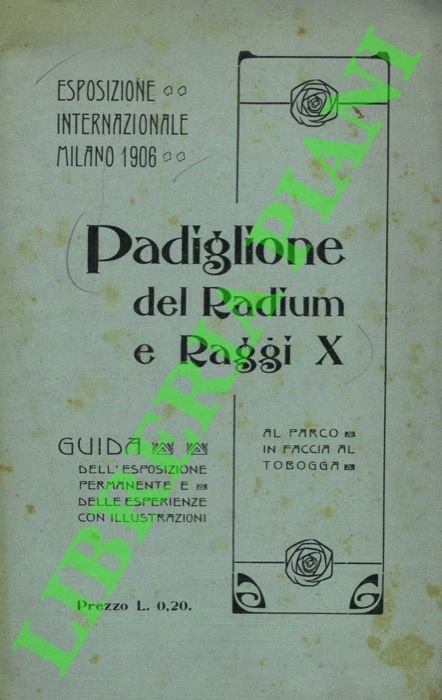 ESPOSIZIONE
INTERNAZIONALE
MILANO 1906
Padiglione
del Radium
e Raggi X
GUIDA
DELL'ESPOSIZIONE
PERMANENTE E
DELLE ESPERIENZE
CON ILLUSTRAZIONI
AL PARCO
IN FACCIA AL
TOBOGGA
Prezzo L. 0,20.
LIBRERIA PIANI